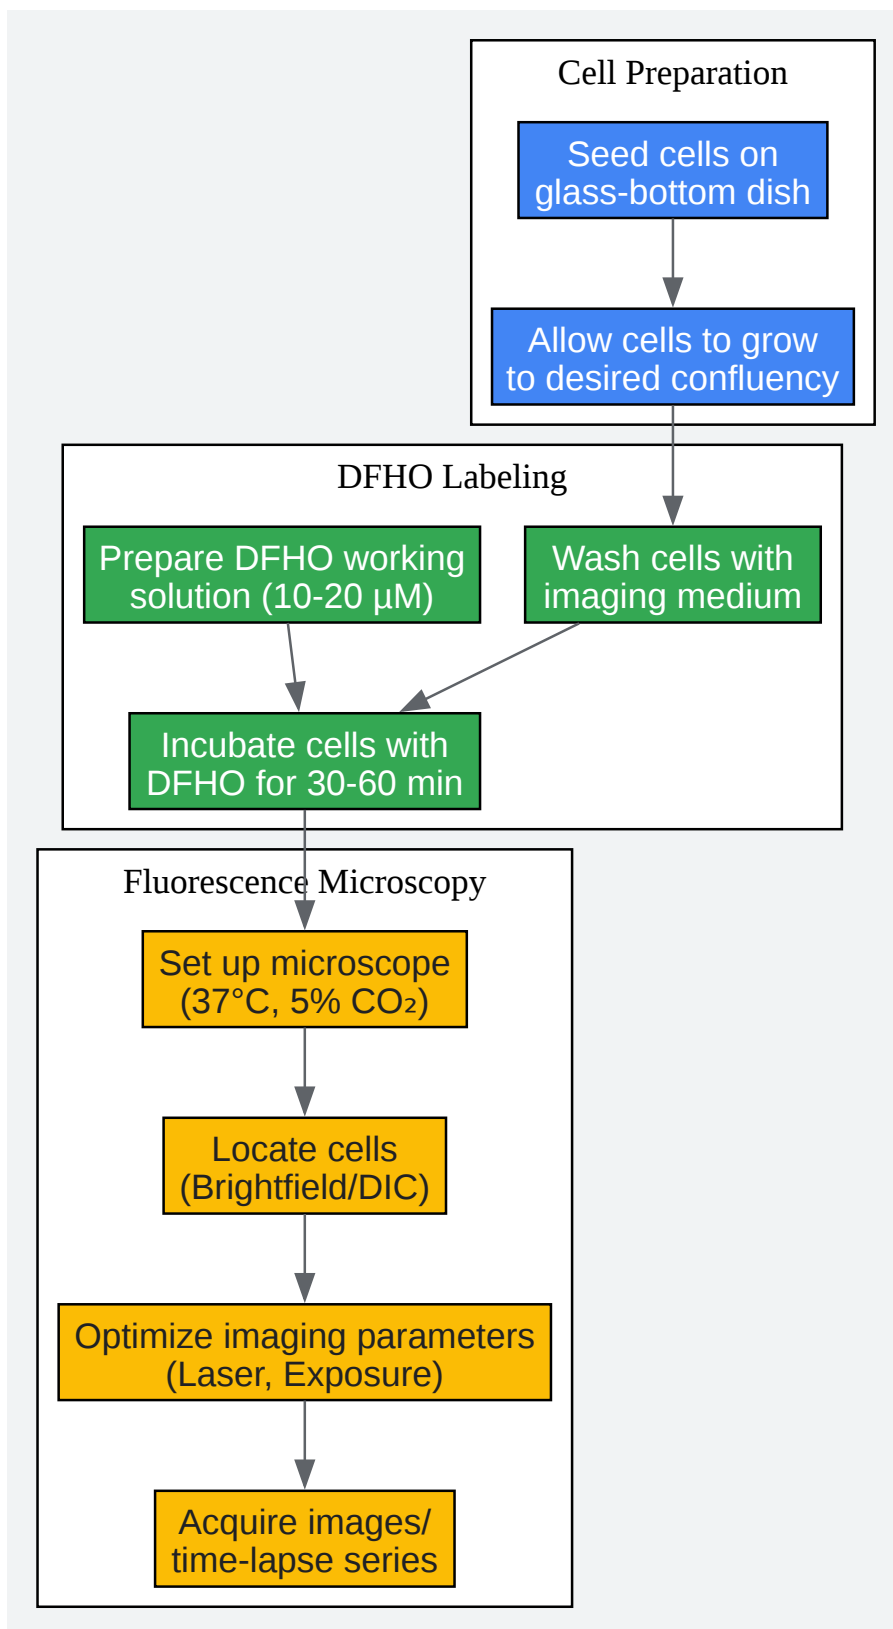 Cell Preparation
Seed cells on
glass-bottom dish
Allow cells to grow
to desired confluency
DFHO Labeling
Prepare DFHO working
solution (10-20 µM)
Wash cells with
imaging medium
Incubate cells with
DFHO for 30-60 min
Fluorescence Microscopy
Set up microscope
(37°C, 5% CO₂)
Locate cells
(Brightfield/DIC)
Optimize imaging parameters
(Laser, Exposure)
Acquire images/
time-lapse series